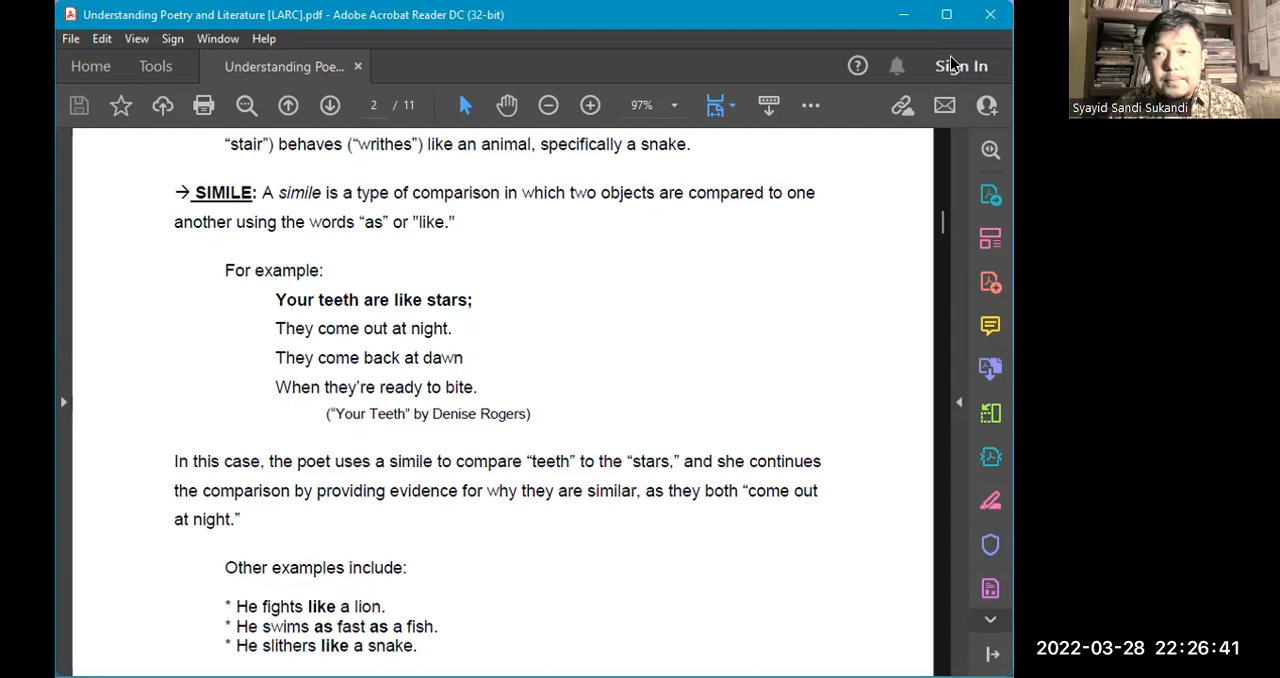 Understanding Poetry and Literature [LARC].pdf - Adobe Acrobat Reader DC (32-bit)
File Edit View Sign Window Help
Home Tools Understanding Poe... × Sign In
2 / 11 97%
Syayid Sandi Sukandi
“stair”) behaves (“writhes”) like an animal, specifically a snake.
→ SIMILE: A simile is a type of comparison in which two objects are compared to one
another using the words “as” or "like."
For example:
Your teeth are like stars;
They come out at night.
They come back at dawn
When they’re ready to bite.
(“Your Teeth” by Denise Rogers)
In this case, the poet uses a simile to compare “teeth” to the “stars,” and she continues
the comparison by providing evidence for why they are similar, as they both “come out
at night.”
Other examples include:
* He fights like a lion.
* He swims as fast as a fish.
* He slithers like a snake.
2022-03-28 22:26:41